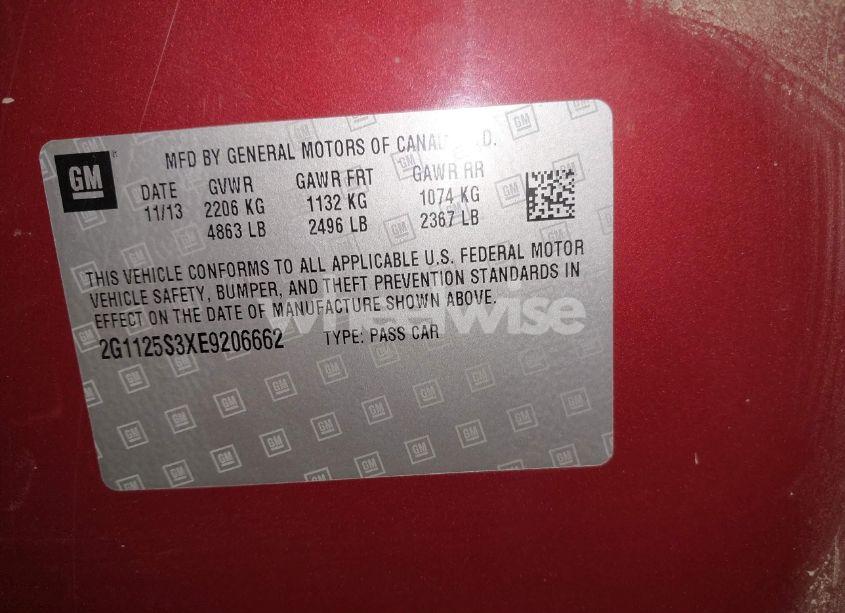 GM
MFD BY GENERAL MOTORS OF
DATE GVWR GAWR FRT GAWR RR
11/13 2206 KG 1132 KG 1074 KG
4863 LB 2496 LB 2367 LB
THIS VEHICLE CONFORMS TO ALL APPLICABLE U.S. FEDERAL MOTOR
VEHICLE SAFETY, BUMPER, AND THEFT PREVENTION STANDARDS IN
EFFECT ON THE DATE OF MANUFACTURE SHOWN ABOVE.
2G1125S3XE9206662 TYPE: PASS CAR
wheelwise